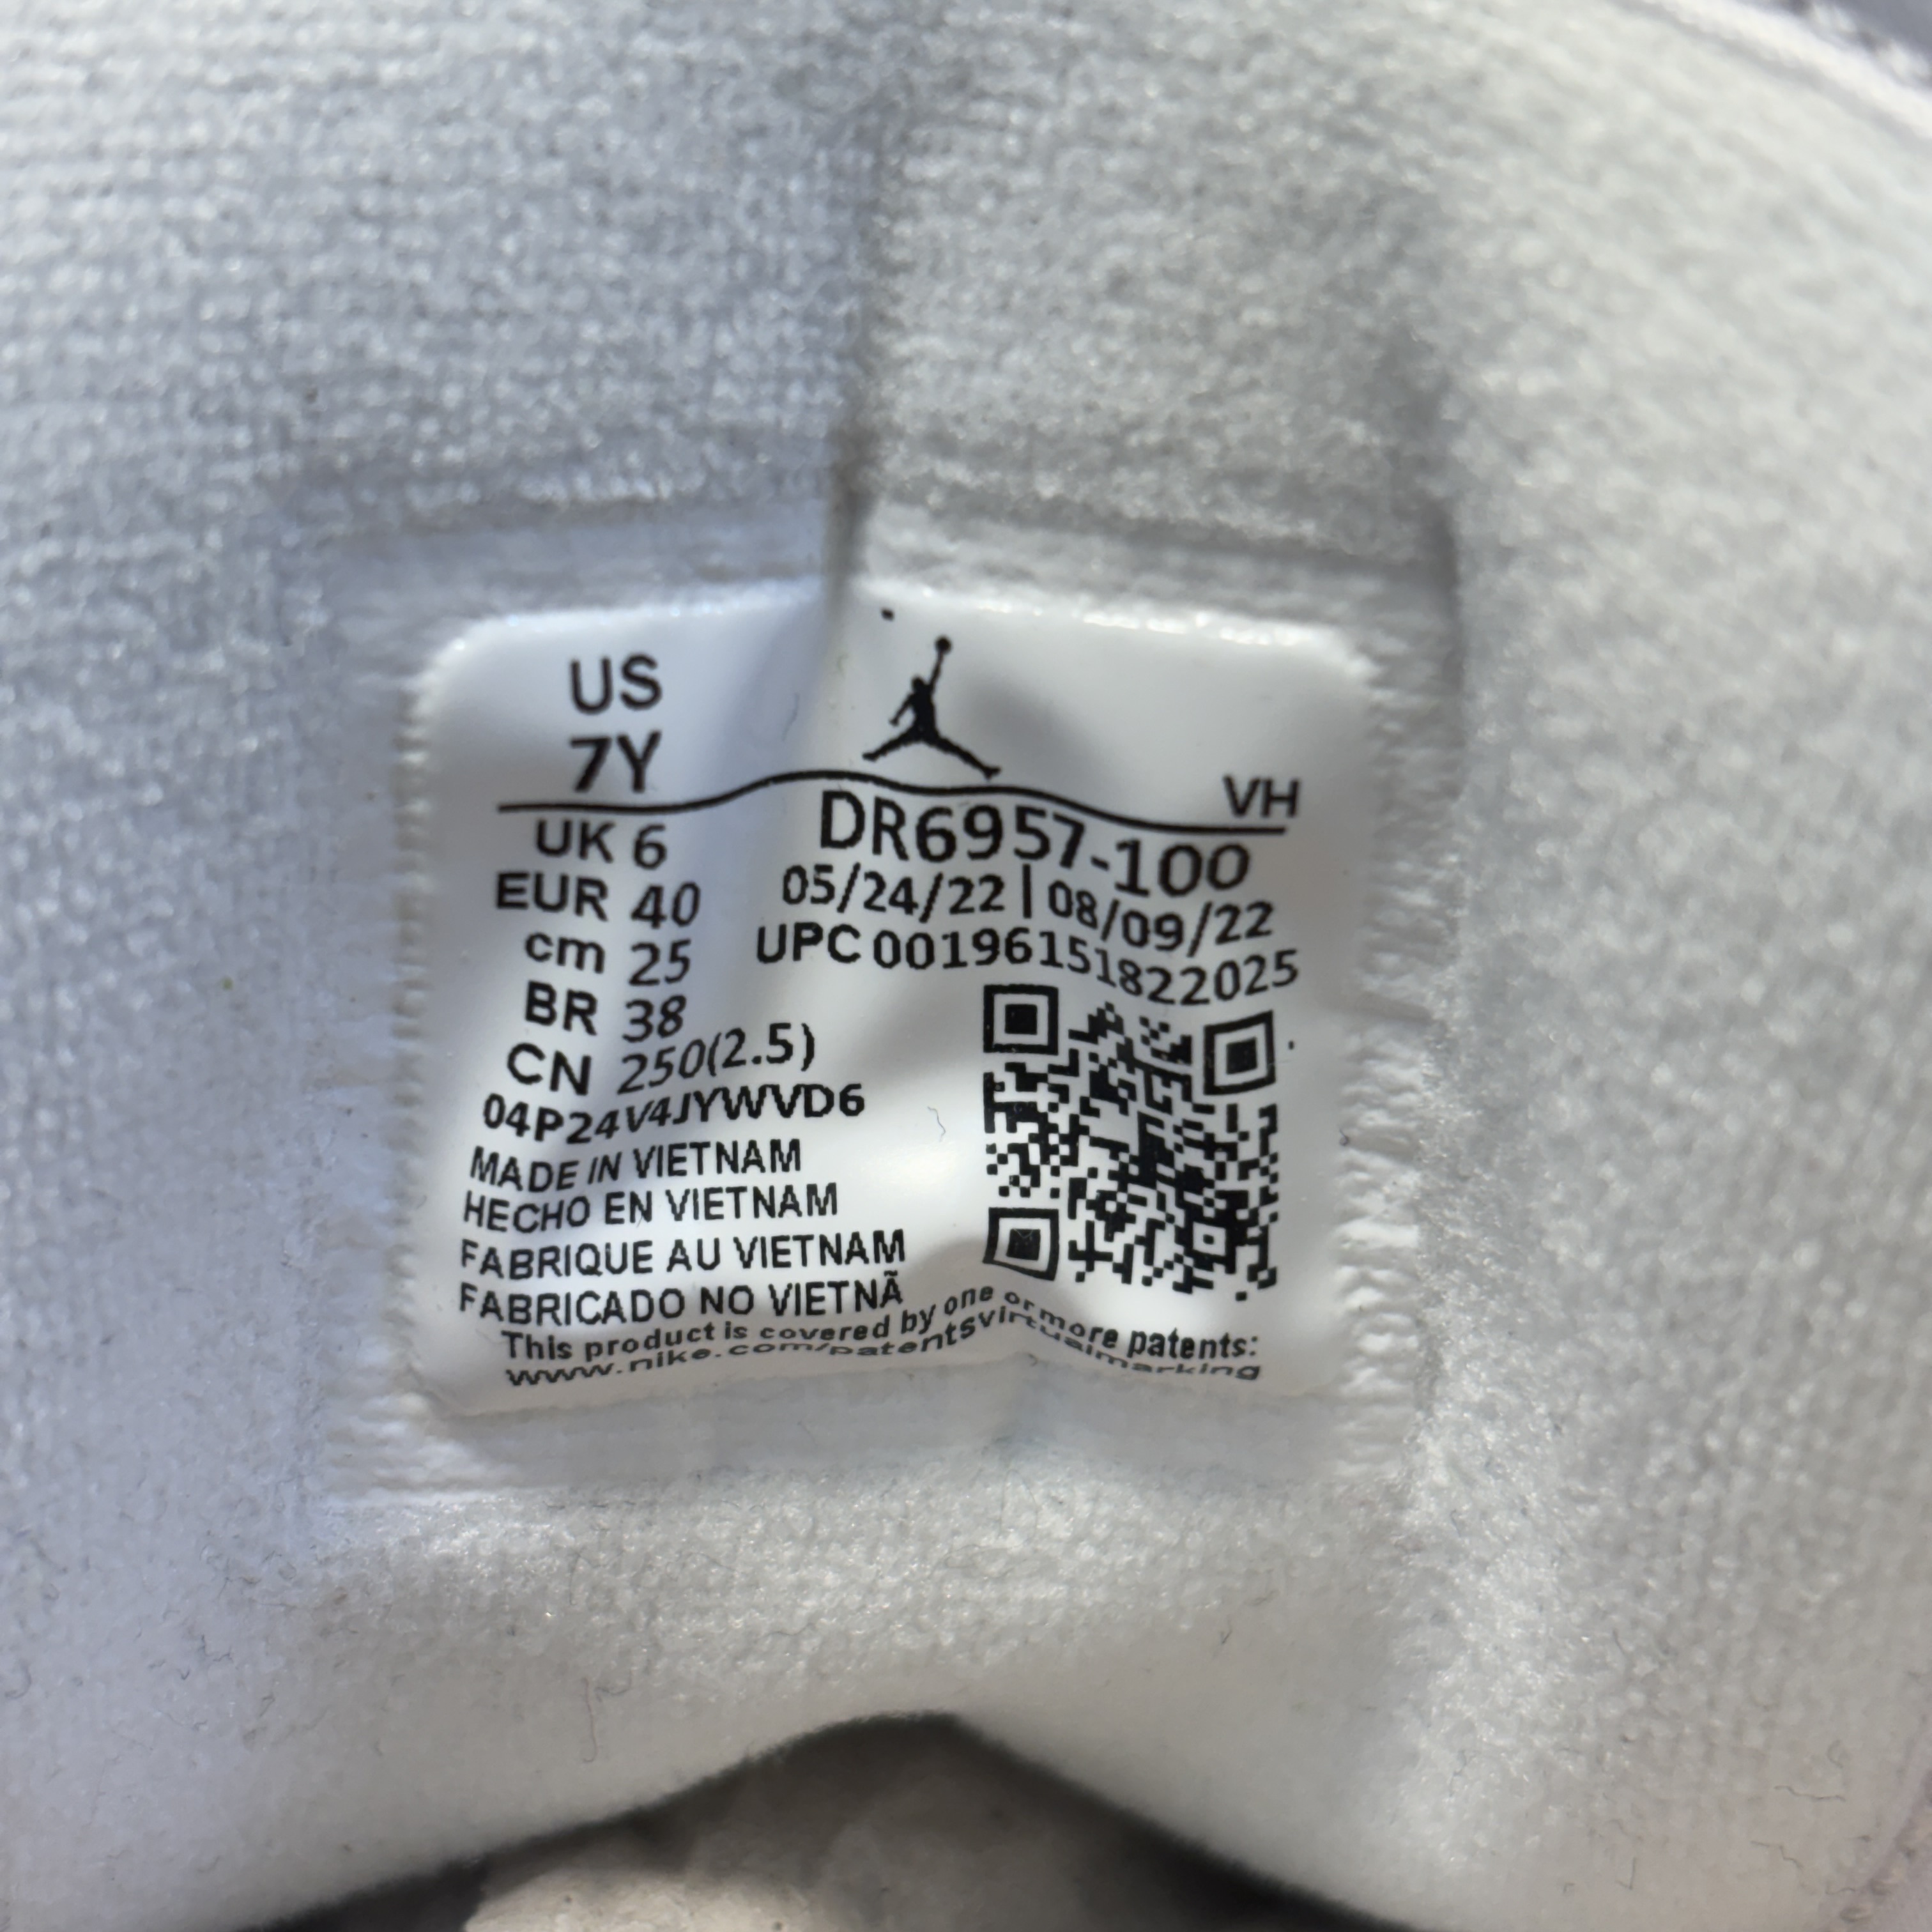 US
7Y
VH
UK 6
EUR 40
cm 25
BR 38
CN 250(2.5)
04P24V4JYWVD6
DR6957-100
05/24/22 | 08/09/22
UPC 00196151822025
MADE IN VIETNAM
HECHO EN VIETNAM
FABRIQUE AU VIETNAM
FABRICADO NO VIETNÃ
This product is covered by one or more patents:
www.nike.com/patentsvirtualmarking